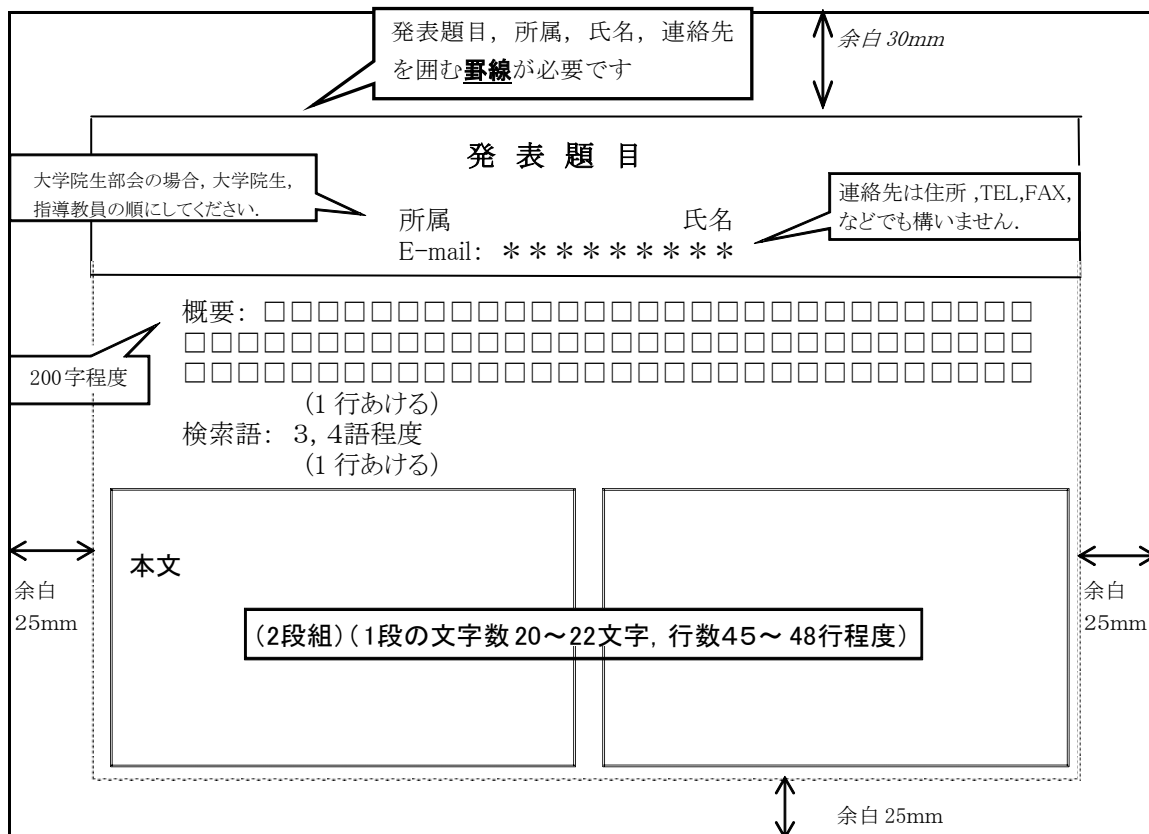 発表題目，所属，氏名，連絡先
を囲む罫線が必要です
余白30mm
発 表 題 目
大学院生部会の場合，大学院生，
指導教員の順にしてください．
連絡先は住所 ,TEL,FAX,
などでも構いません．
所属 氏名
E-mail： ＊＊＊＊＊＊＊＊＊
概要： □□□□□□□□□□□□□□□□□□□□□□□□□□□□□
□□□□□□□□□□□□□□□□□□□□□□□□□□□□□□□□
□□□□□□□□□□□□□□□□□□□□□□□□□□□□□□□□
200字程度
（1 行あける）
検索語： ３，４語程度
（1 行あける）
本文
余白
25mm
（２段組）（１段の文字数 20～22文字，行数４５～ 48行程度）
余白
25mm
余白 25mm